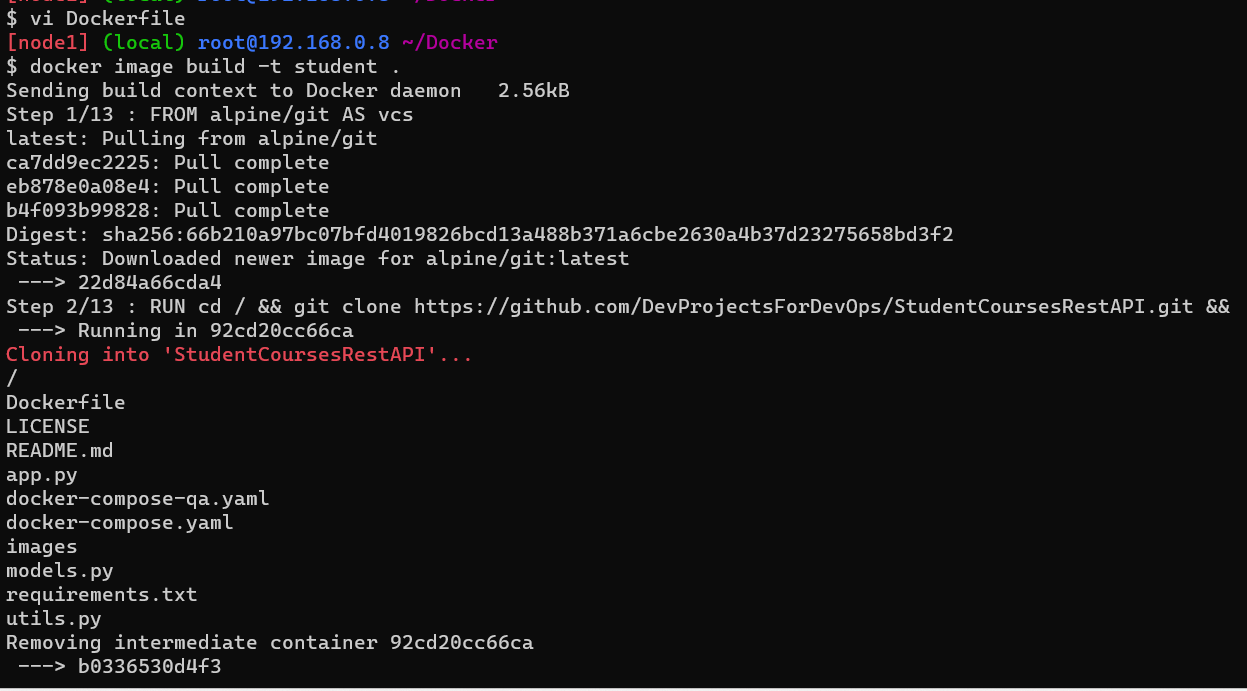 $ vi Dockerfile
[node1] (local) root@192.168.0.8 ~/Docker
$ docker image build -t student .
Sending build context to Docker daemon   2.56kB
Step 1/13 : FROM alpine/git AS vcs
latest: Pulling from alpine/git
ca7dd9ec2225: Pull complete
eb878e0a08e4: Pull complete
b4f093b99828: Pull complete
Digest: sha256:66b210a97bc07bfd4019826bcd13a488b371a6cbe2630a4b37d23275658bd3f2
Status: Downloaded newer image for alpine/git:latest
 ---> 22d84a66cda4
Step 2/13 : RUN cd / && git clone https://github.com/DevProjectsForDevOps/StudentCoursesRestAPI.git &&
 ---> Running in 92cd20cc66ca
Cloning into 'StudentCoursesRestAPI'...
/
Dockerfile
LICENSE
README.md
app.py
docker-compose-qa.yaml
docker-compose.yaml
images
models.py
requirements.txt
utils.py
Removing intermediate container 92cd20cc66ca
 ---> b0336530d4f3